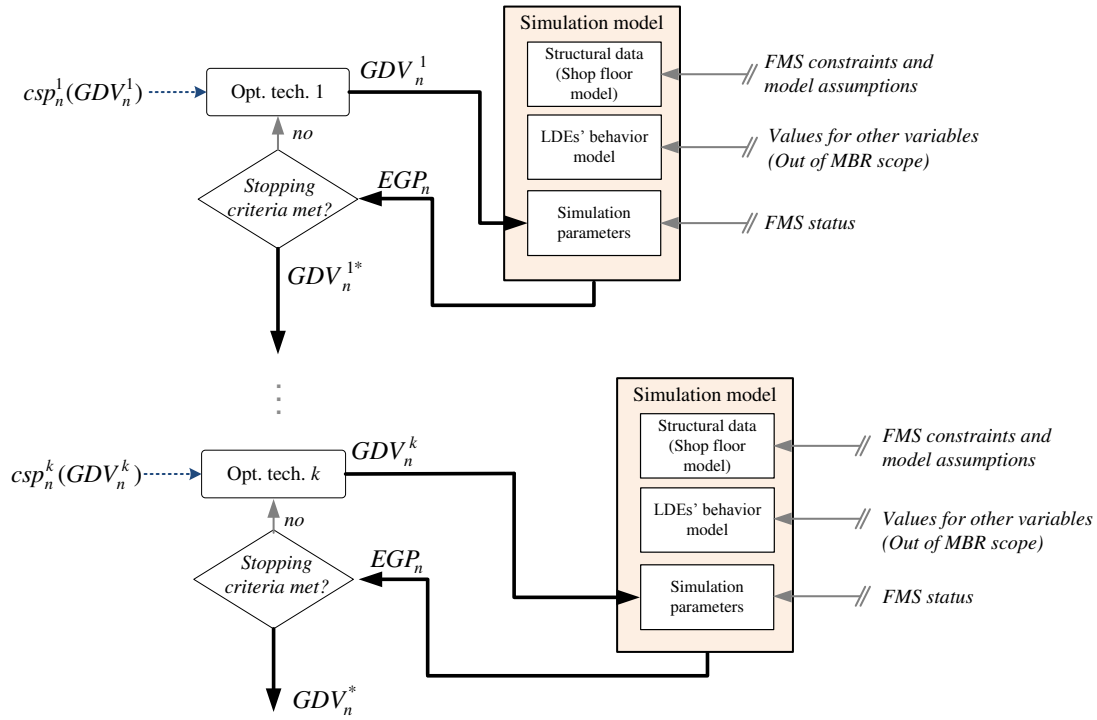 Simulation model
Structural data
(Shop floor
model)
FMS constraints and
model assumptions
GDV_n^1
csp_n^1(GDV_n^1)
Opt. tech. 1
no
LDEs' behavior
model
Values for other variables
(Out of MBR scope)
EGP_n
Stopping
criteria met?
Simulation
parameters
FMS status
GDV_n^{1*}
⋮
Simulation model
Structural data
(Shop floor
model)
FMS constraints and
model assumptions
GDV_n^k
csp_n^k(GDV_n^k)
Opt. tech. k
no
LDEs' behavior
model
Values for other variables
(Out of MBR scope)
EGP_n
Stopping
criteria met?
Simulation
parameters
FMS status
GDV_n^*